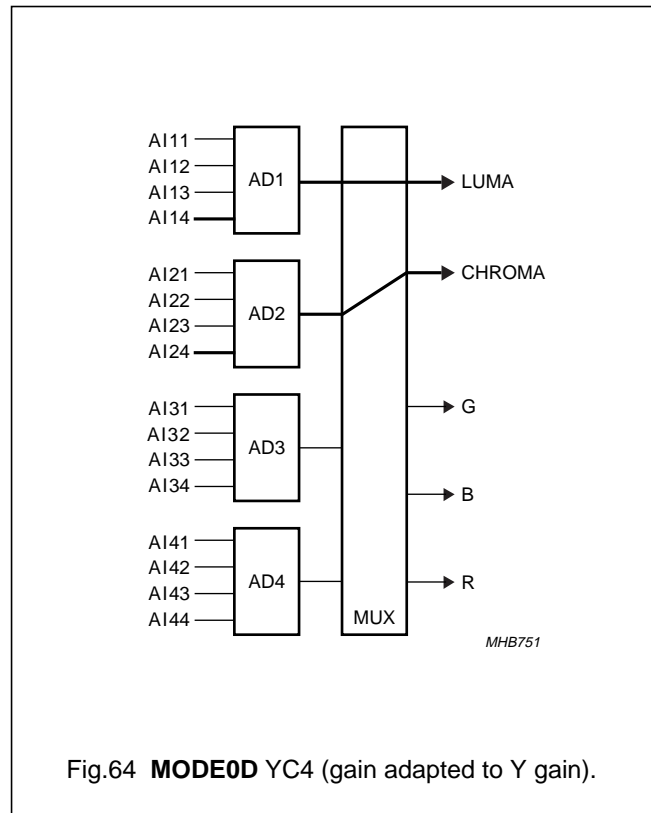 AI11
AI12
AI13
AI14
AD1
LUMA
AI21
AI22
AI23
AI24
AD2
CHROMA
AI31
AI32
AI33
AI34
AD3
G
B
AI41
AI42
AI43
AI44
AD4
R
MUX
MHB751
Fig.64 MODE0D YC4 (gain adapted to Y gain).